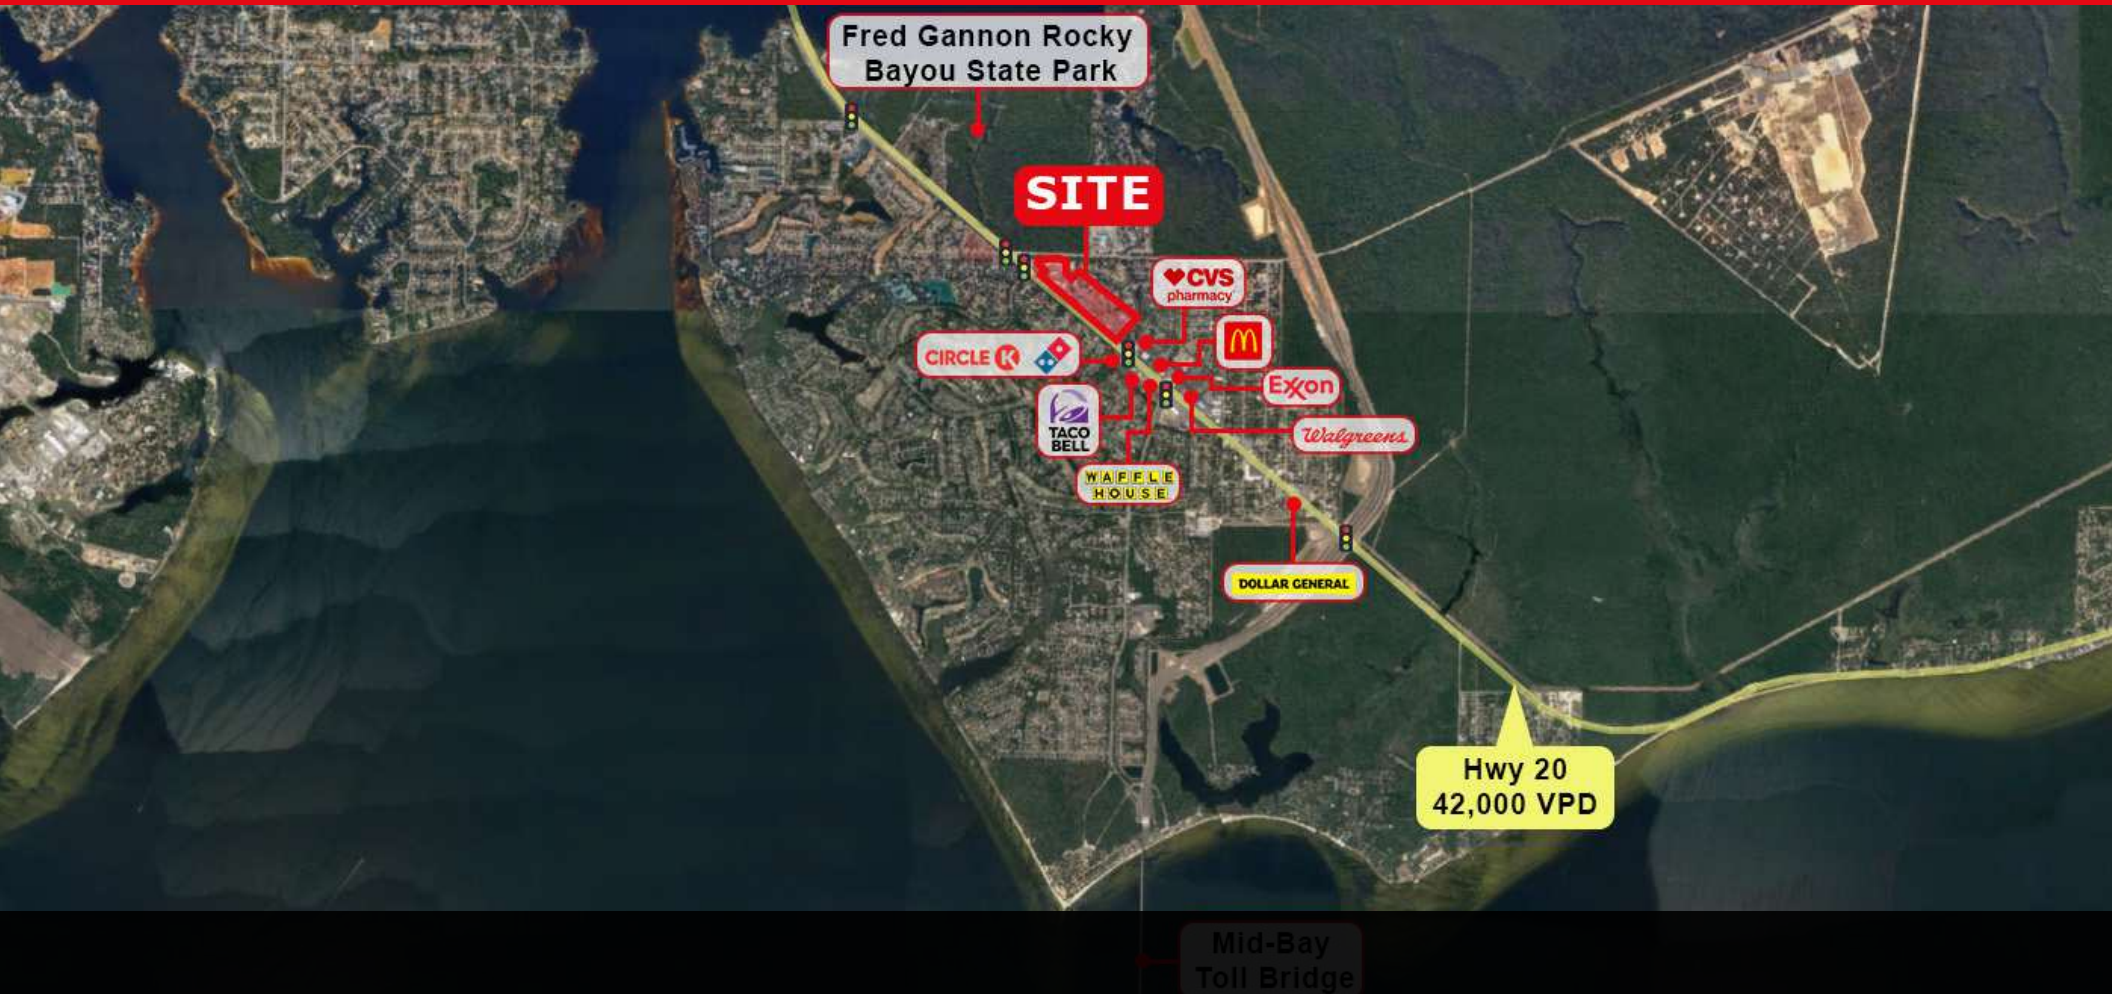 Fred Gannon Rocky
Bayou State Park
SITE
CVS
pharmacy
CIRCLE K
Exxon
TACO
BELL
Walgreens
WAFFLE
HOUSE
DOLLAR GENERAL
Hwy 20
42,000 VPD
Mid-Bay
Toll Bridge